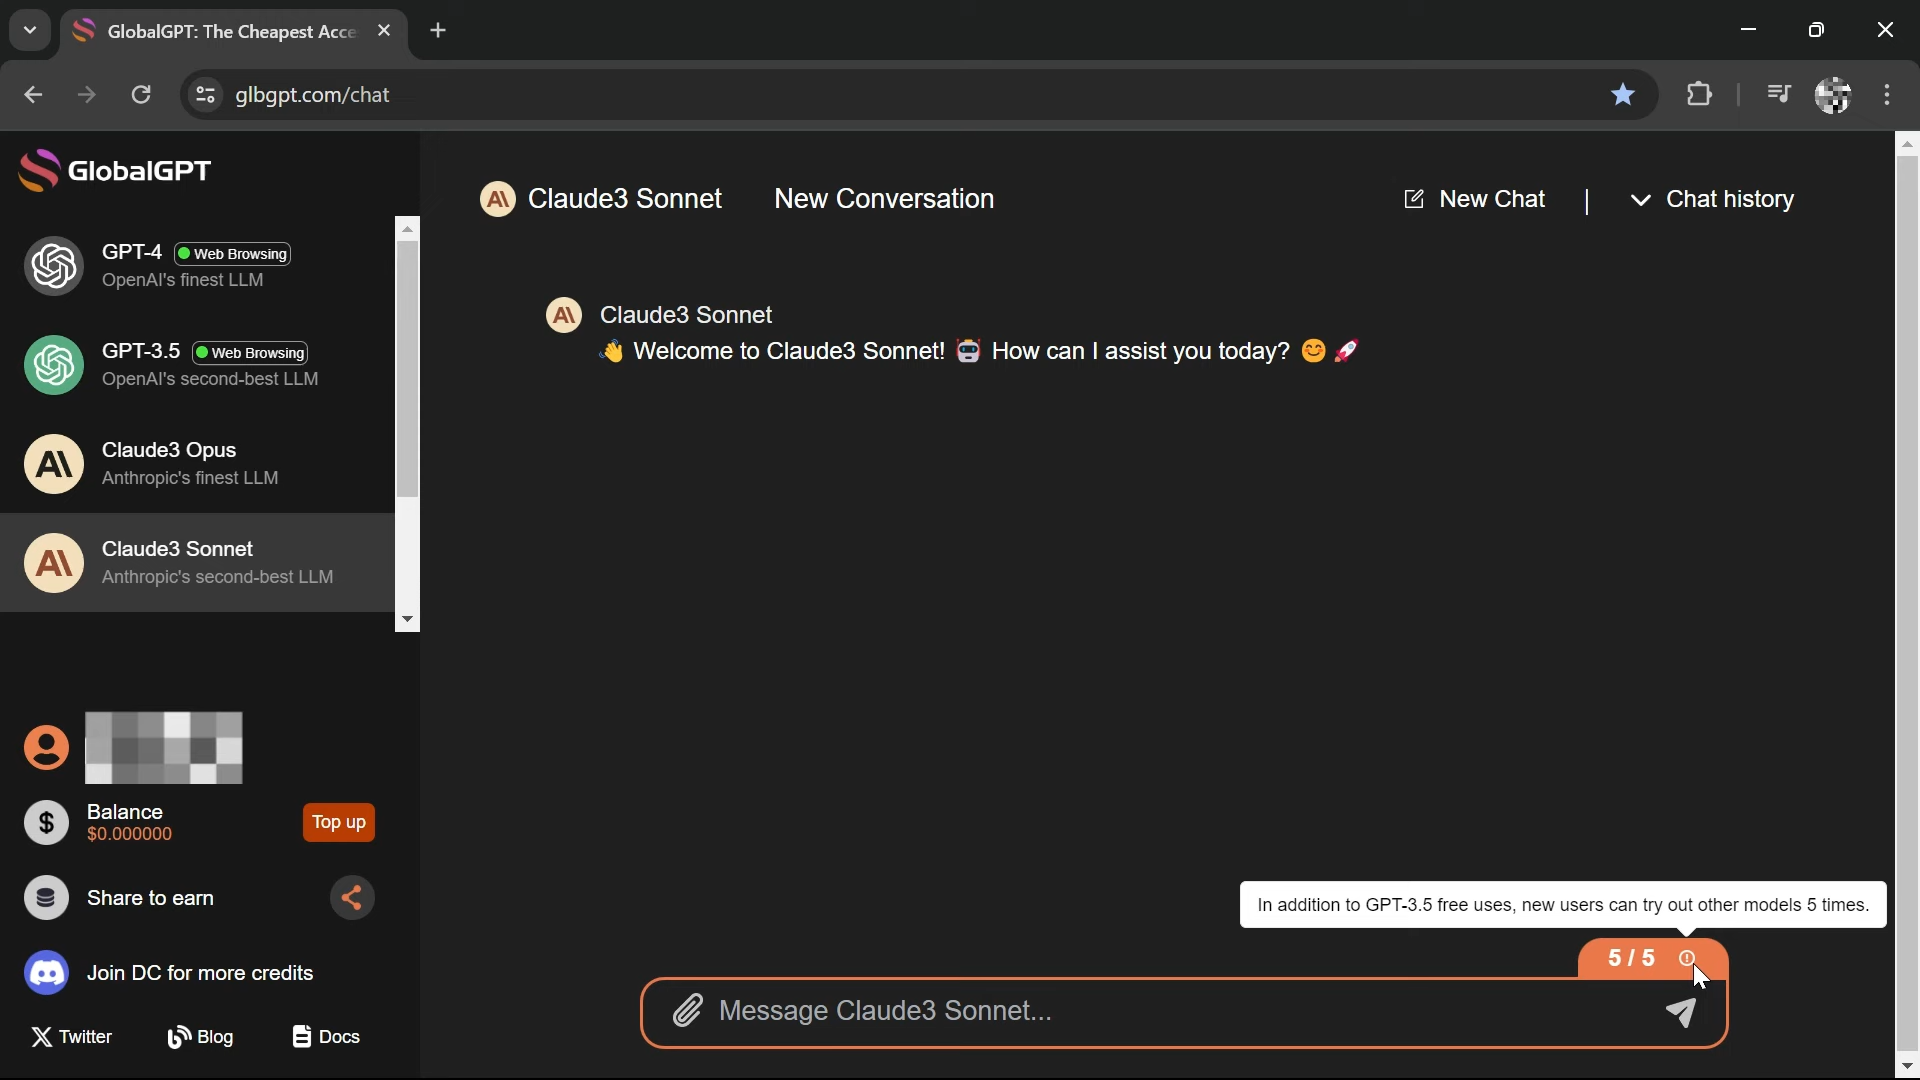 GlobalGPT: The Cheapest Acce
glbgpt.com/chat
GlobalGPT
GPT-4 Web Browsing
OpenAI's finest LLM
GPT-3.5 Web Browsing
OpenAI's second-best LLM
Claude3 Opus
Anthropic's finest LLM
Claude3 Sonnet
Anthropic's second-best LLM
Balance
$0.000000
Top up
Share to earn
Join DC for more credits
Twitter Blog Docs
Claude3 Sonnet New Conversation New Chat | Chat history
Claude3 Sonnet
👋 Welcome to Claude3 Sonnet! 🤖 How can I assist you today? 😊 🚀
In addition to GPT-3.5 free uses, new users can try out other models 5 times.
5 / 5
Message Claude3 Sonnet...